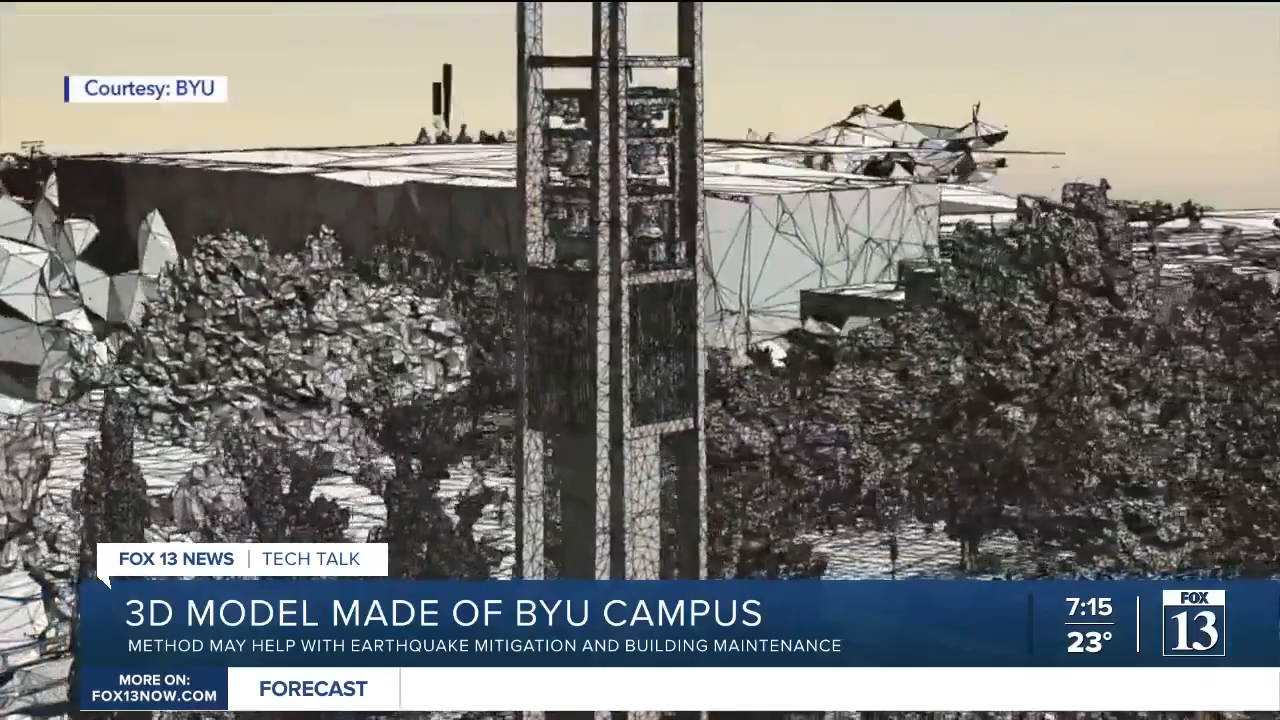 Courtesy: BYU
FOX 13 NEWS | TECH TALK
3D MODEL MADE OF BYU CAMPUS
METHOD MAY HELP WITH EARTHQUAKE MITIGATION AND BUILDING MAINTENANCE
7:15
23°
FOX
13
MORE ON:
FOX13NOW.COM
FORECAST